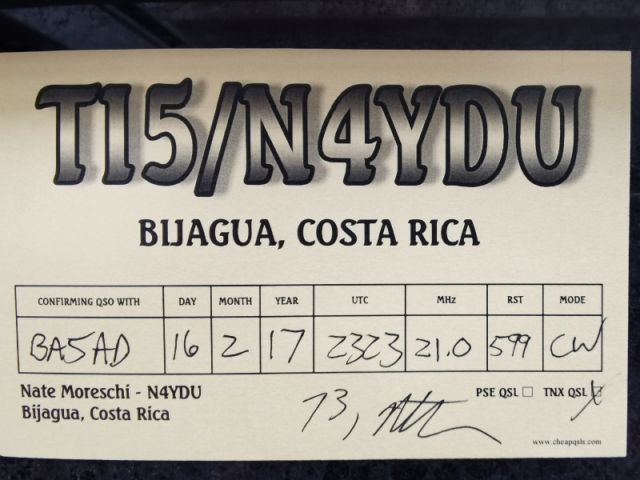 TI5/N4YDU
BIJAGUA, COSTA RICA
CONFIRMING QSO WITH DAY MONTH YEAR UTC MHz RST MODE
BA5AD 16 2 17 2323 21.0 599 CW
Nate Moreschi - N4YDU PSE QSL TNX QSL X
Bijagua, Costa Rica 73,
www.cheapqsls.com